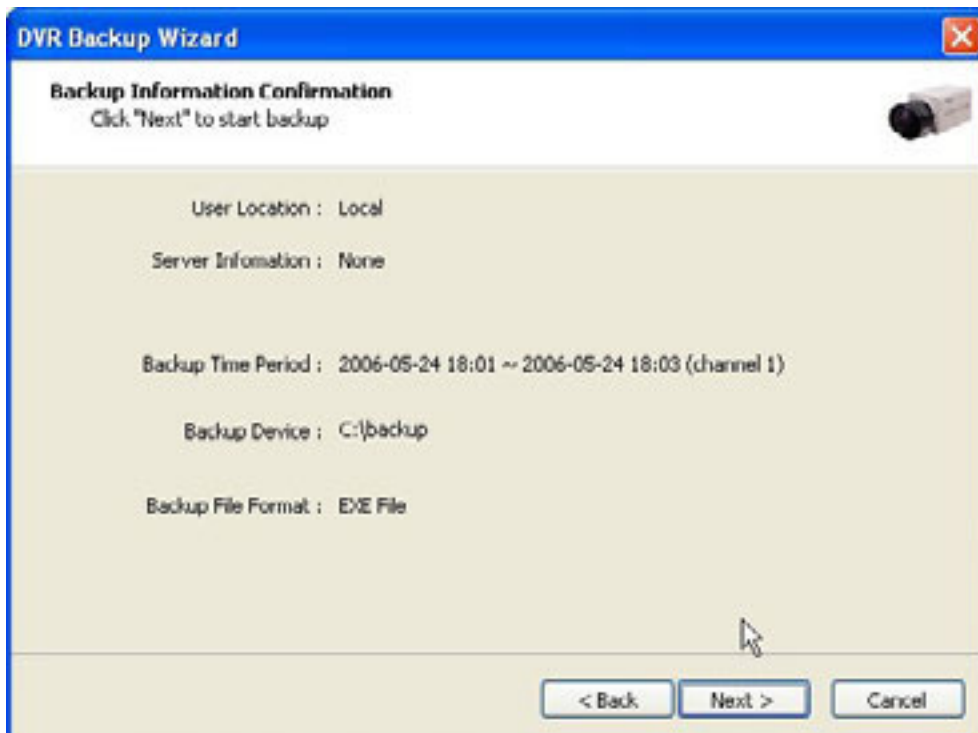 DVR Backup Wizard
Backup Information Confirmation
Click "Next" to start backup
User Location : Local
Server Infomation : None
Backup Time Period : 2006-05-24 18:01 ~ 2006-05-24 18:03 (channel 1)
Backup Device : C:\backup
Backup File Format : EXE File
< Back Next > Cancel